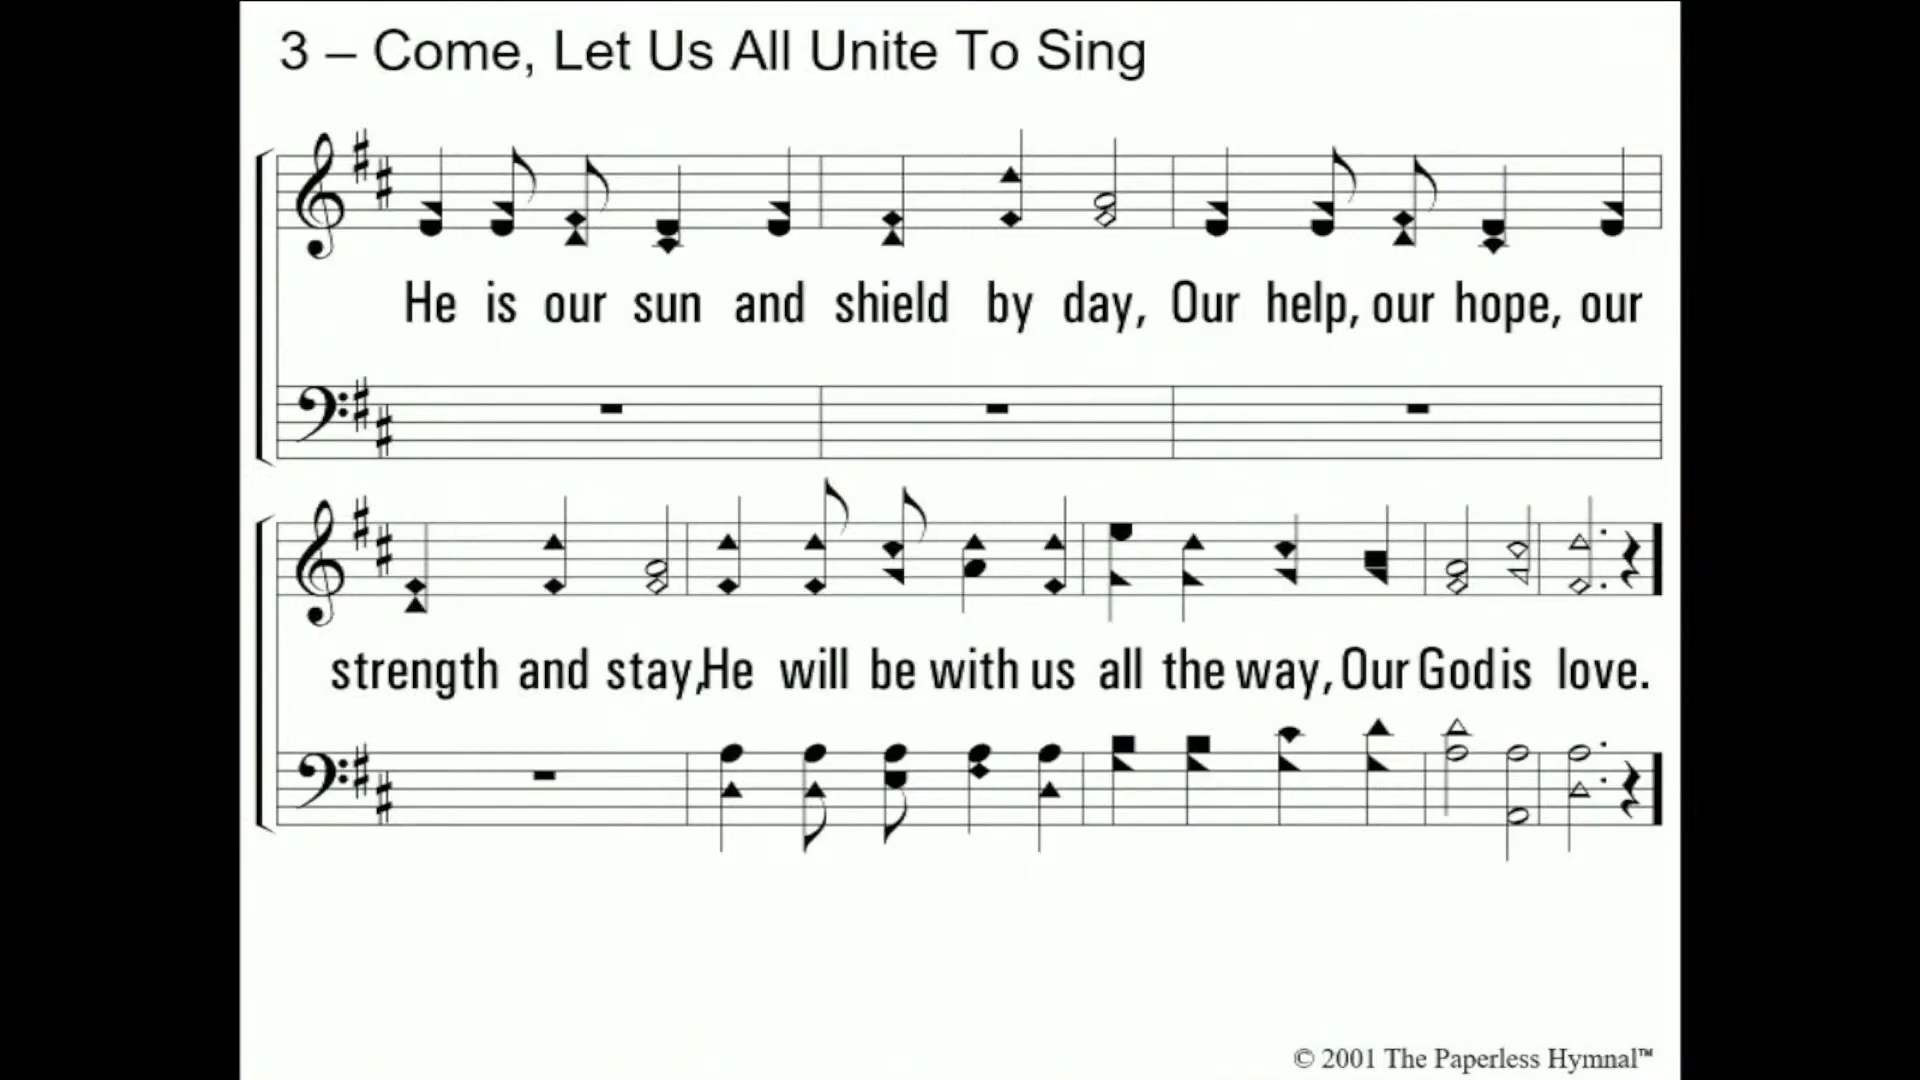 3 – Come, Let Us All Unite To Sing
He is our sun and shield by day, Our help, our hope, our
strength and stay, He will be with us all the way, Our God is love.
© 2001 The Paperless Hymnal™